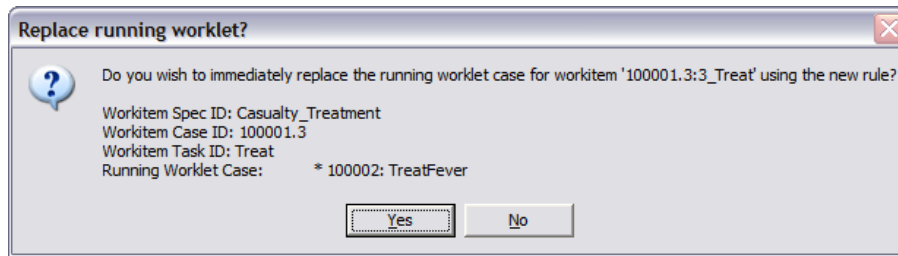 Replace running worklet?
Do you wish to immediately replace the running worklet case for workitem '100001.3:3_Treat' using the new rule?
Workitem Spec ID: Casualty_Treatment
Workitem Case ID: 100001.3
Workitem Task ID: Treat
Running Worklet Case: * 100002: TreatFever
Yes No